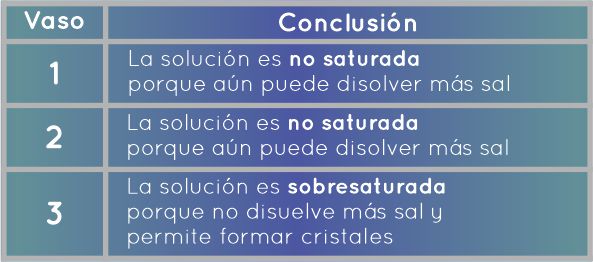 Vaso Conclusión
1 La solución es no saturada
porque aún puede disolver más sal
2 La solución es no saturada
porque aún puede disolver más sal
3 La solución es sobresaturada
porque no disuelve más sal y
permite formar cristales